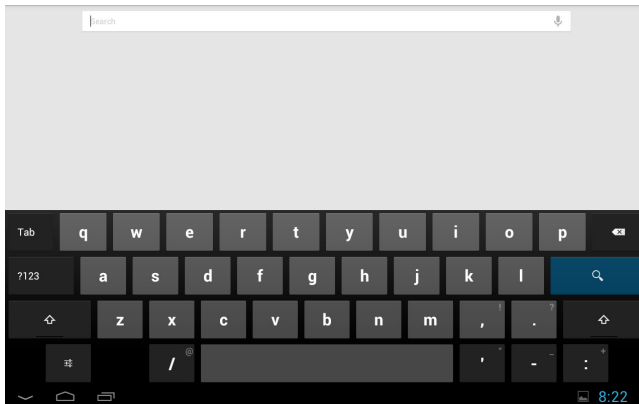 Search
Tab q w e r t y u i o p
?123 a s d f g h j k l
z x c v b n m , ! . ?
/ @ ' " - _ : +
8:22